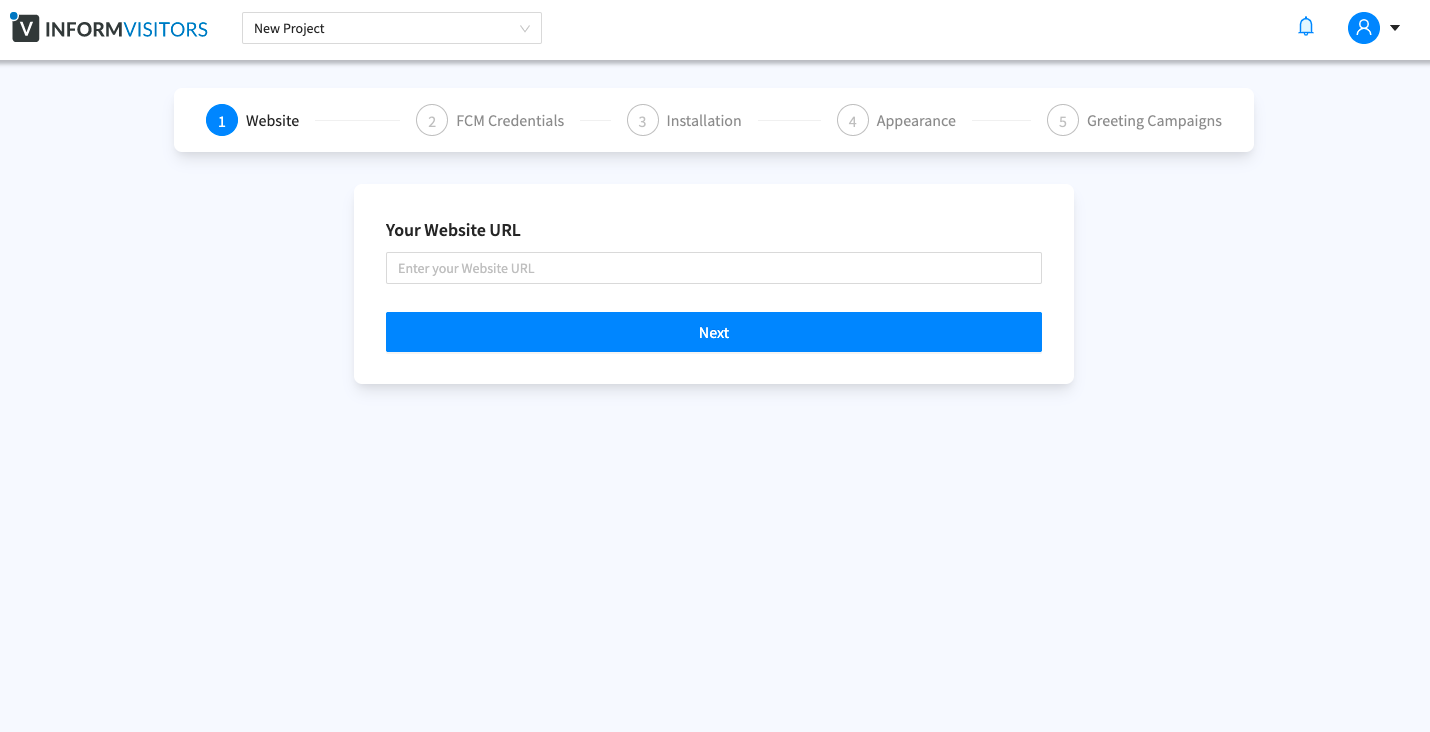 V INFORMVISITORS
New Project
1 Website
2 FCM Credentials
3 Installation
4 Appearance
5 Greeting Campaigns
Your Website URL
Enter your Website URL
Next